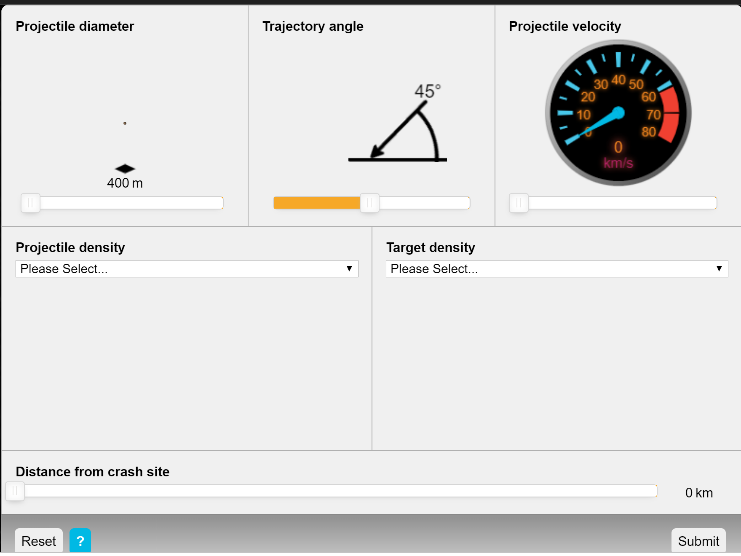 Projectile diameter
400 m
Trajectory angle
45°
Projectile velocity
0 10 20 30 40 50 60 70 80
0
km/s
Projectile density
Please Select...
Target density
Please Select...
Distance from crash site
0 km
Reset
?
Submit